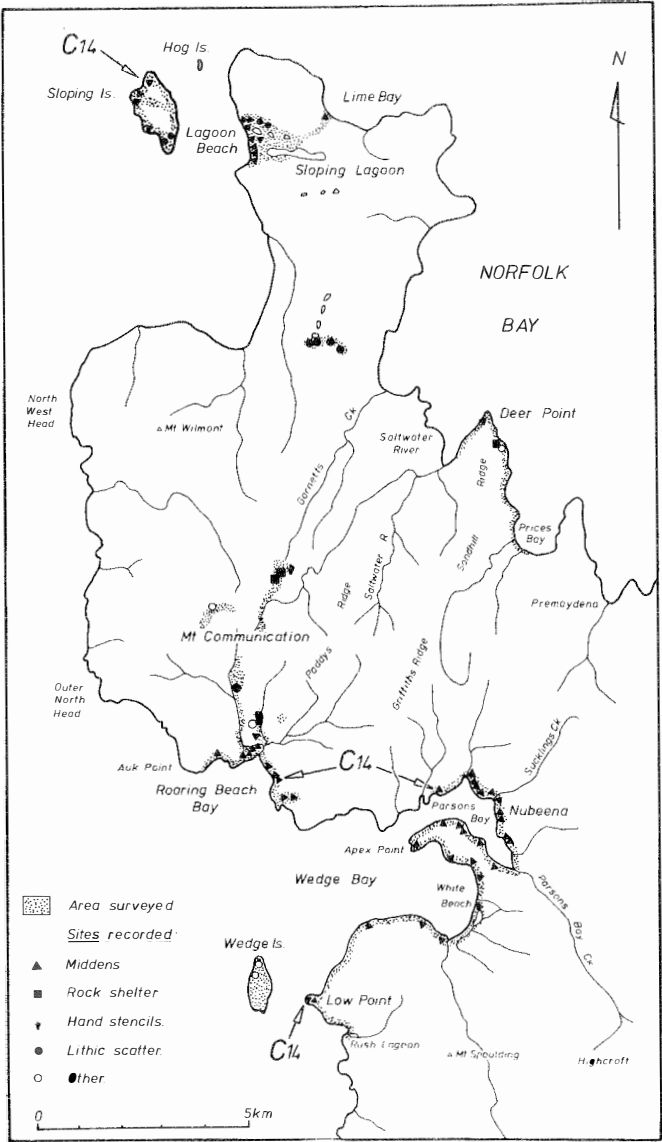 C14
Hog Is.
N
Sloping Is.
Lime Bay
Lagoon
Beach
Sloping Lagoon
NORFOLK
BAY
North
West
Head
Mt Wilmont
Ck
Garnetts
Saltwater
River
Deer Point
Ridge
Sandhill
Prices
Bay
Saltwater R
Ridge
Premaydena
Mt Communication
Paddys
Griffiths Ridge
Outer
North
Head
Sucklings Ck
Auk Point
C14
Roaring Beach
Bay
Parsons
Bay
Nubeena
Apex Point
Wedge Bay
White
Beach
Parsons Bay Ck
Area surveyed
Sites recorded
Wedge Is.
Middens
Rock shelter
Low Point
Hand stencils.
Rush Lagoon
C14
Lithic scatter.
Mt Spaulding
Highcroft
Other.
0
5km